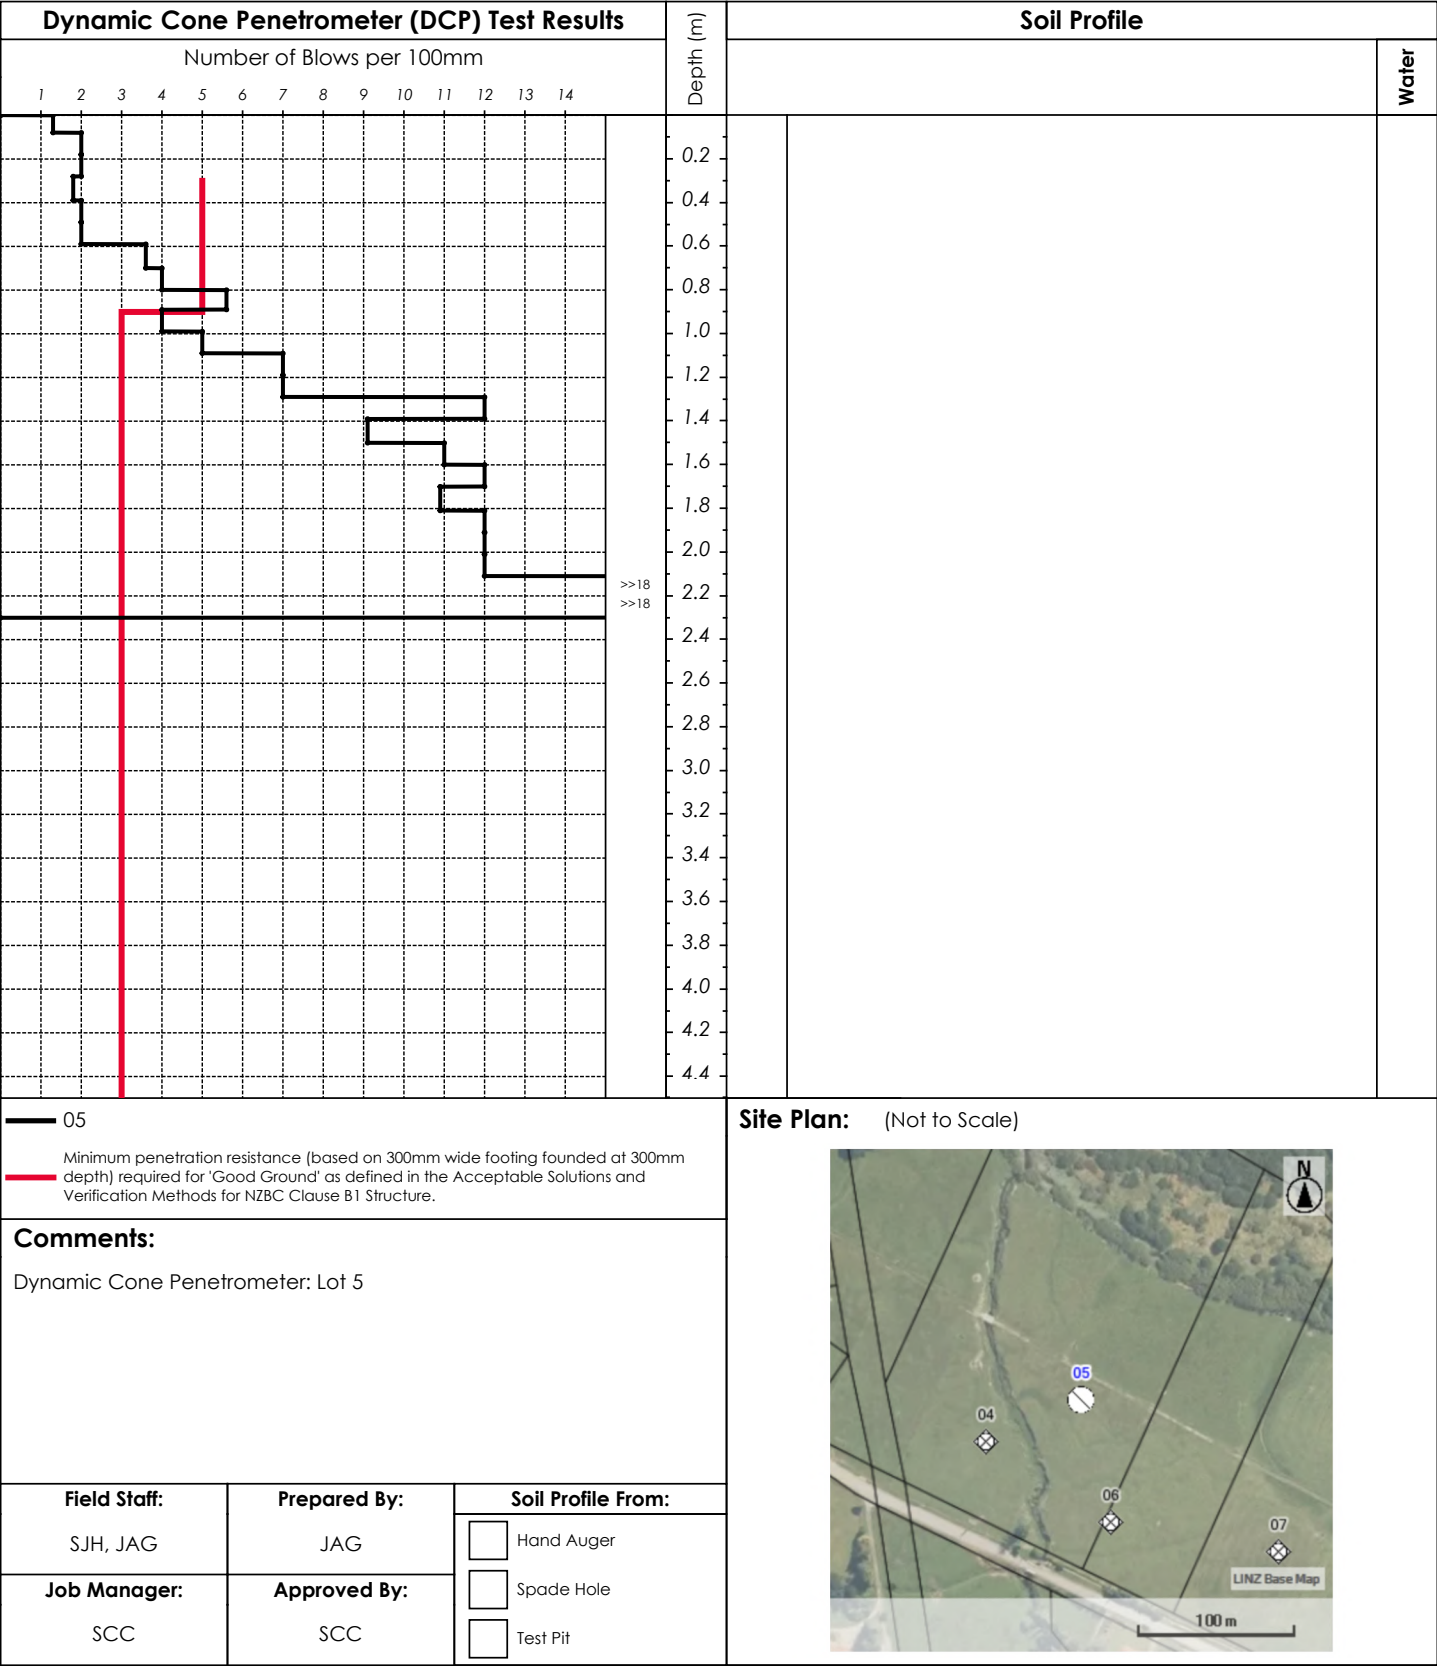 Dynamic Cone Penetrometer (DCP) Test Results
Number of Blows per 100mm
1 2 3 4 5 6 7 8 9 10 11 12 13 14
Depth (m)
Soil Profile
Water
0.2
0.4
0.6
0.8
1.0
1.2
1.4
1.6
1.8
2.0
2.2
2.4
2.6
2.8
3.0
3.2
3.4
3.6
3.8
4.0
4.2
4.4
>>18
>>18
05
Minimum penetration resistance (based on 300mm wide footing founded at 300mm
depth) required for 'Good Ground' as defined in the Acceptable Solutions and
Verification Methods for NZBC Clause B1 Structure.
Comments:
Dynamic Cone Penetrometer: Lot 5
Field Staff:
SJH, JAG
Prepared By:
JAG
Job Manager:
SCC
Approved By:
SCC
Soil Profile From:
Hand Auger
Spade Hole
Test Pit
Site Plan: (Not to Scale)
N
05
04
06
07
LINZ Base Map
100 m